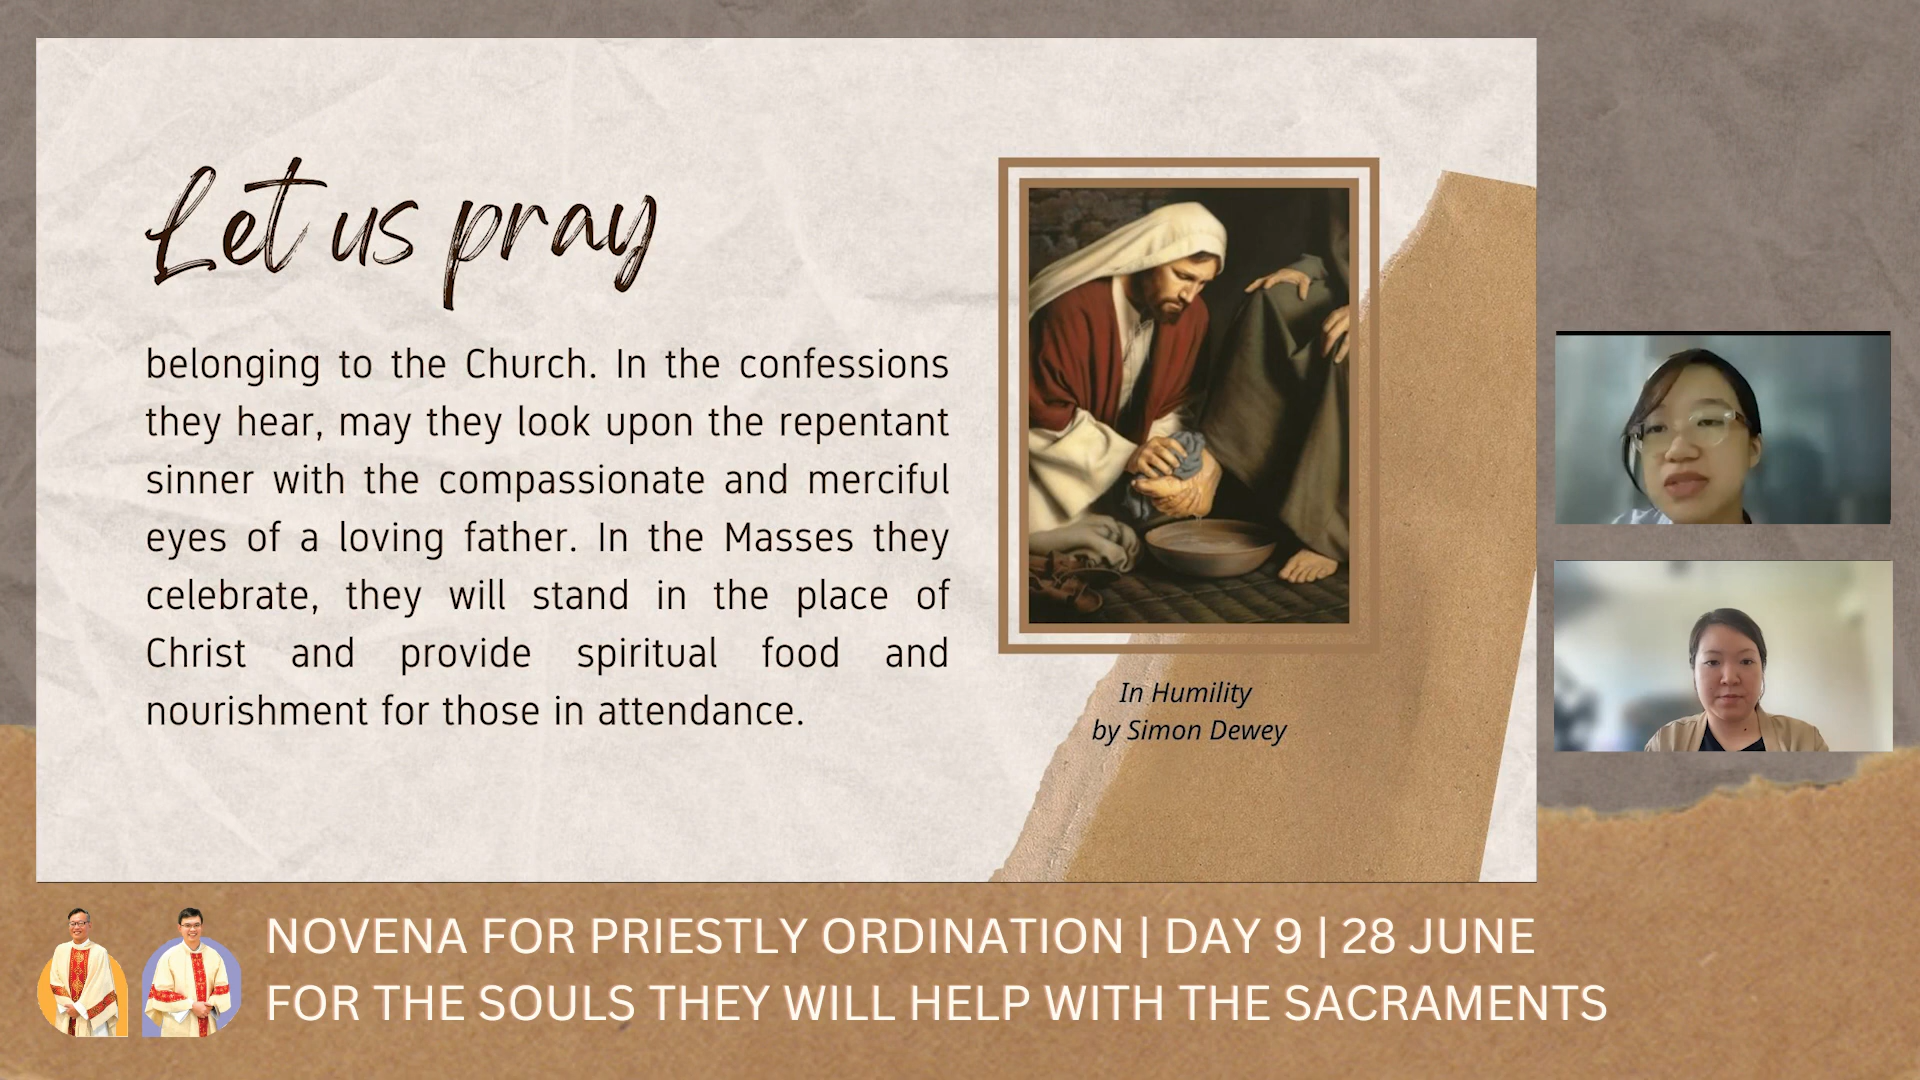 Let us pray
belonging to the Church. In the confessions
they hear, may they look upon the repentant
sinner with the compassionate and merciful
eyes of a loving father. In the Masses they
celebrate, they will stand in the place of
Christ and provide spiritual food and
nourishment for those in attendance.
In Humility
by Simon Dewey
NOVENA FOR PRIESTLY ORDINATION | DAY 9 | 28 JUNE
FOR THE SOULS THEY WILL HELP WITH THE SACRAMENTS